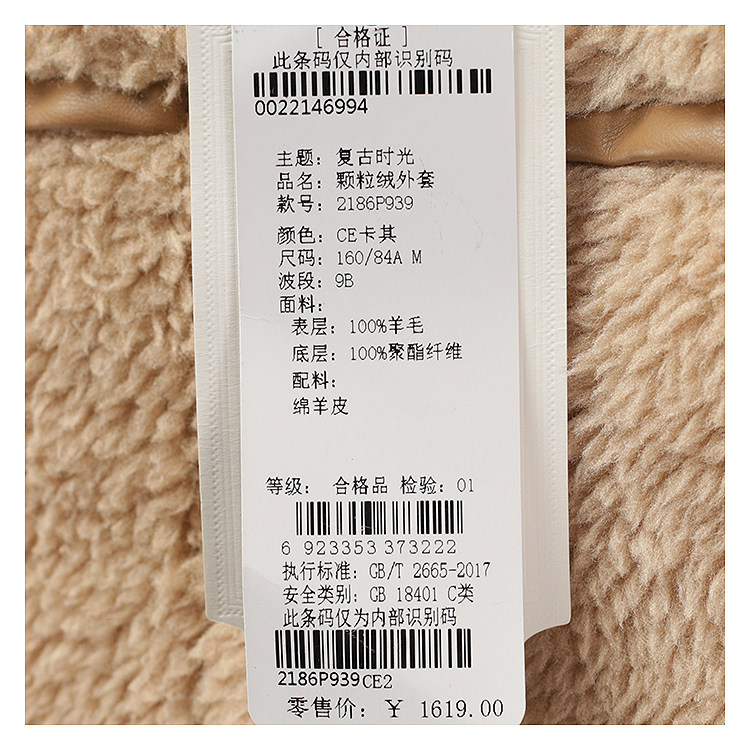 [ 合格证 ]
此条码仅内部识别码
0022146994
主题: 复古时光
品名: 颗粒绒外套
款号: 2186P939
颜色: CE卡其
尺码: 160/84A M
波段: 9B
面料:
表层: 100%羊毛
底层: 100%聚酯纤维
配料:
绵羊皮
等级: 合格品 检验: 01
6 923353 373222
执行标准: GB/T 2665-2017
安全类别: GB 18401 C类
此条码仅为内部识别码
2186P939CE2
零售价: ¥ 1619.00